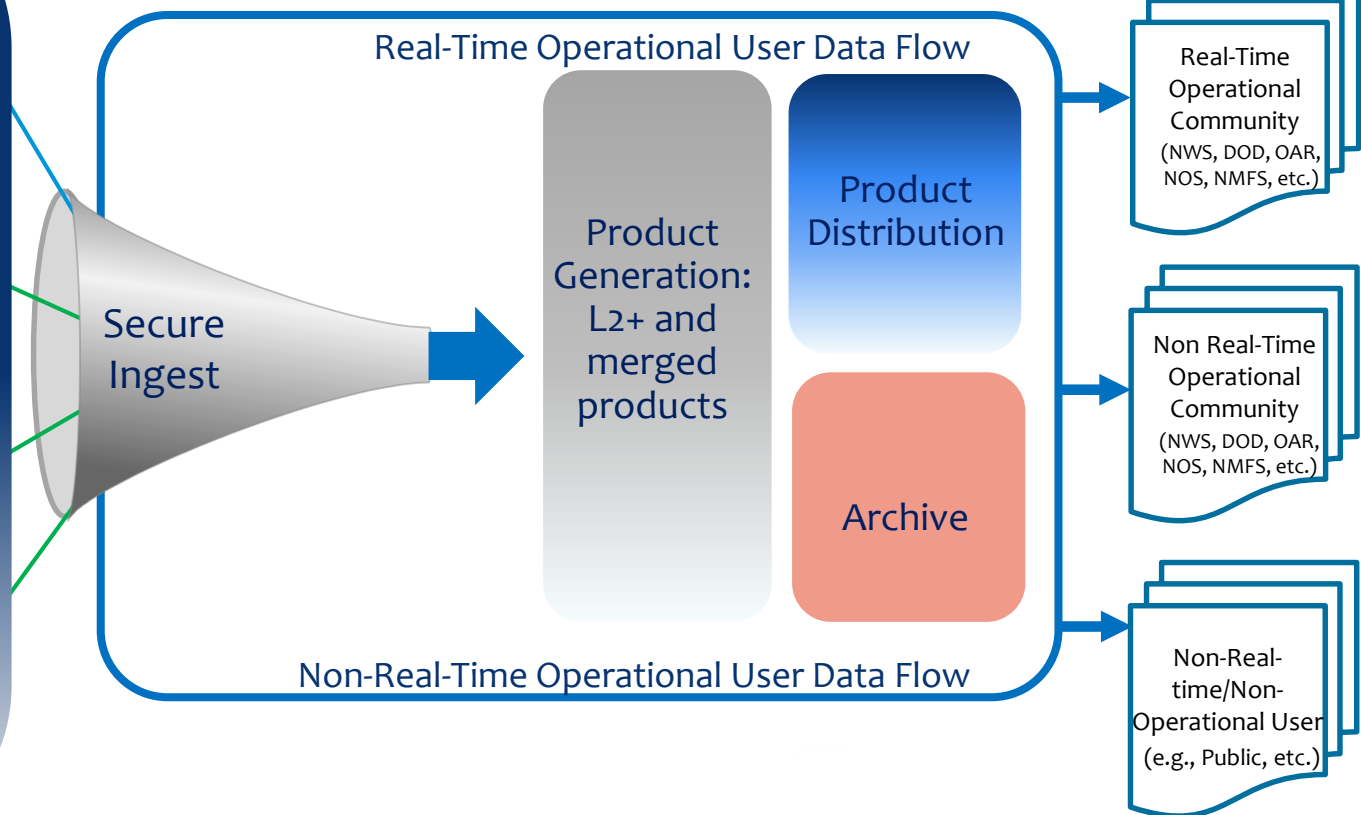 Real-Time Operational User Data Flow
Secure
Ingest
Product
Generation:
L2+ and
merged
products
Product
Distribution
Archive
Non-Real-Time Operational User Data Flow
Real-Time
Operational
Community
(NWS, DOD, OAR,
NOS, NMFS, etc.)
Non Real-Time
Operational
Community
(NWS, DOD, OAR,
NOS, NMFS, etc.)
Non-Real-
time/Non-
Operational User
(e.g., Public, etc.)